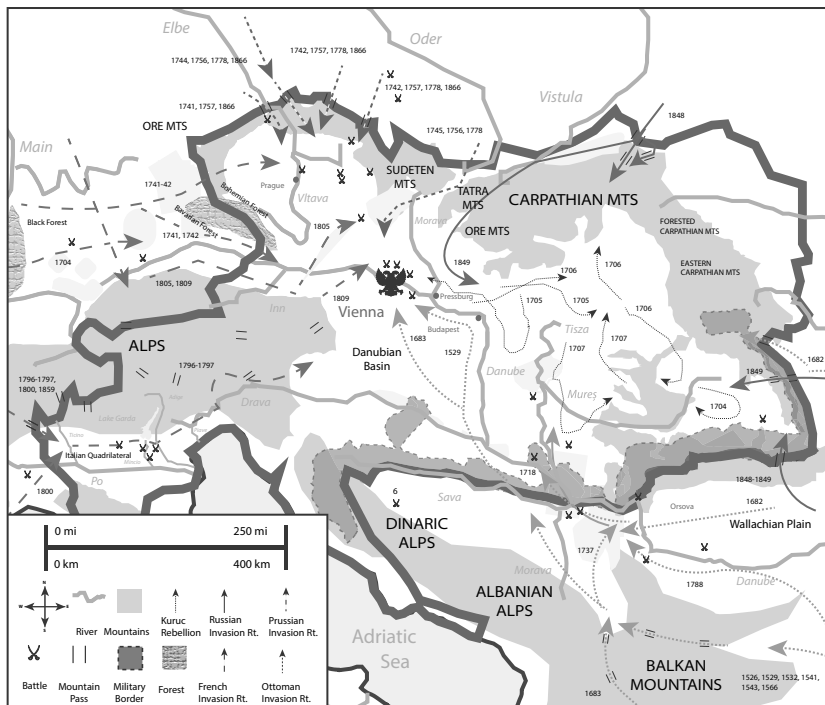 Elbe
Oder
1744, 1756, 1778, 1866
1742, 1757, 1778, 1866
1742, 1757, 1778, 1866
Vistula
1741, 1757, 1866
1848
ORE MTS
1745, 1756, 1778
Main
SUDETEN
MTS
TATRA
MTS
CARPATHIAN MTS
Prague
1741-42
Bohemian Forest
Vltava
Bavarian Forest
Morava
Black Forest
FORESTED
CARPATHIAN MTS
1741, 1742
1805
ORE MTS
1704
EASTERN
CARPATHIAN MTS
1849
1706
1706
1805, 1809
1809
Pressburg
1705
1705
1706
Inn
Vienna
Budapest
Tisza
1683
1529
1707
1707
ALPS
Danubian
Basin
1682
1796-1797
Danube
1849
1796-1797,
1800, 1859
Mureș
1704
Adige
Drava
Lake Garda
Ticino
Piave
Italian Quadrilateral
Mincio
1718
1848-1849
Po
1800
6
Sava
Orsova
1682
Wallachian Plain
DINARIC
ALPS
1737
Morava
1788
Danube
ALBANIAN
ALPS
Adriatic
Sea
BALKAN
MOUNTAINS
1683
1526, 1529, 1532, 1541,
1543, 1566
0 mi
250 mi
0 km
400 km
N
W
E
S
River
Mountains
Kuruc
Rebellion
Russian
Invasion Rt.
Prussian
Invasion Rt.
Battle
Mountain
Pass
Military
Border
Forest
French
Invasion Rt.
Ottoman
Invasion Rt.